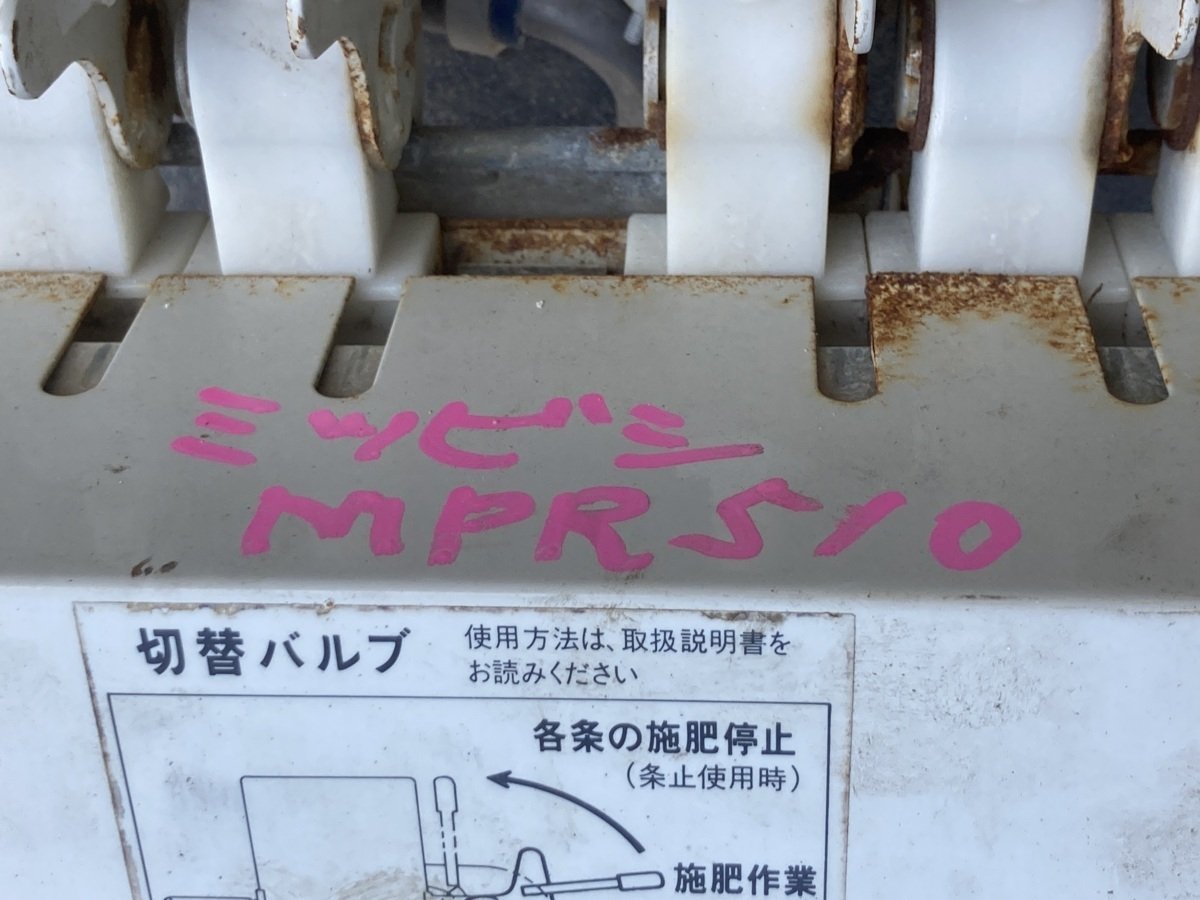 ミツビシ
MPR510
切替バルブ
使用方法は、取扱説明書を
お読みください
各条の施肥停止
（条止使用時）
施肥作業